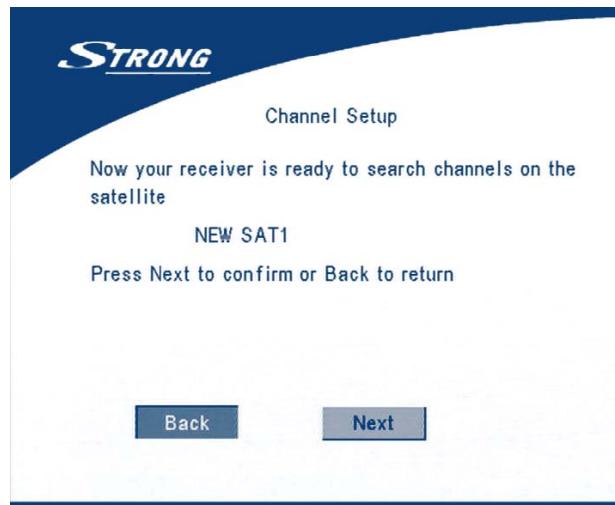 STRONG
Channel Setup
Now your receiver is ready to search channels on the
satellite
NEW SAT1
Press Next to confirm or Back to return
Back Next